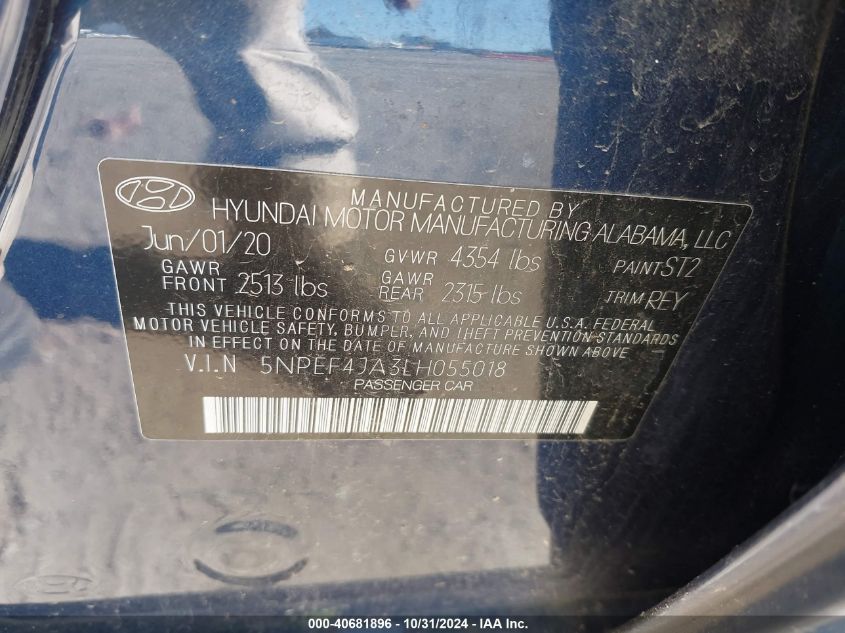 MANUFACTURED BY
HYUNDAI MOTOR MANUFACTURING ALABAMA, LLC
Jun/01/20 GVWR 4354 lbs PAINT ST2
GAWR FRONT 2513 lbs GAWR REAR 2315 lbs TRIM REY
THIS VEHICLE CONFORMS TO ALL APPLICABLE U.S.A. FEDERAL
MOTOR VEHICLE SAFETY, BUMPER, AND THEFT PREVENTION STANDARDS
IN EFFECT ON THE DATE OF MANUFACTURE SHOWN ABOVE.
V.I.N 5NPEF4JA3LH055018
PASSENGER CAR
000-40681896 - 10/31/2024 - www.iaai.com